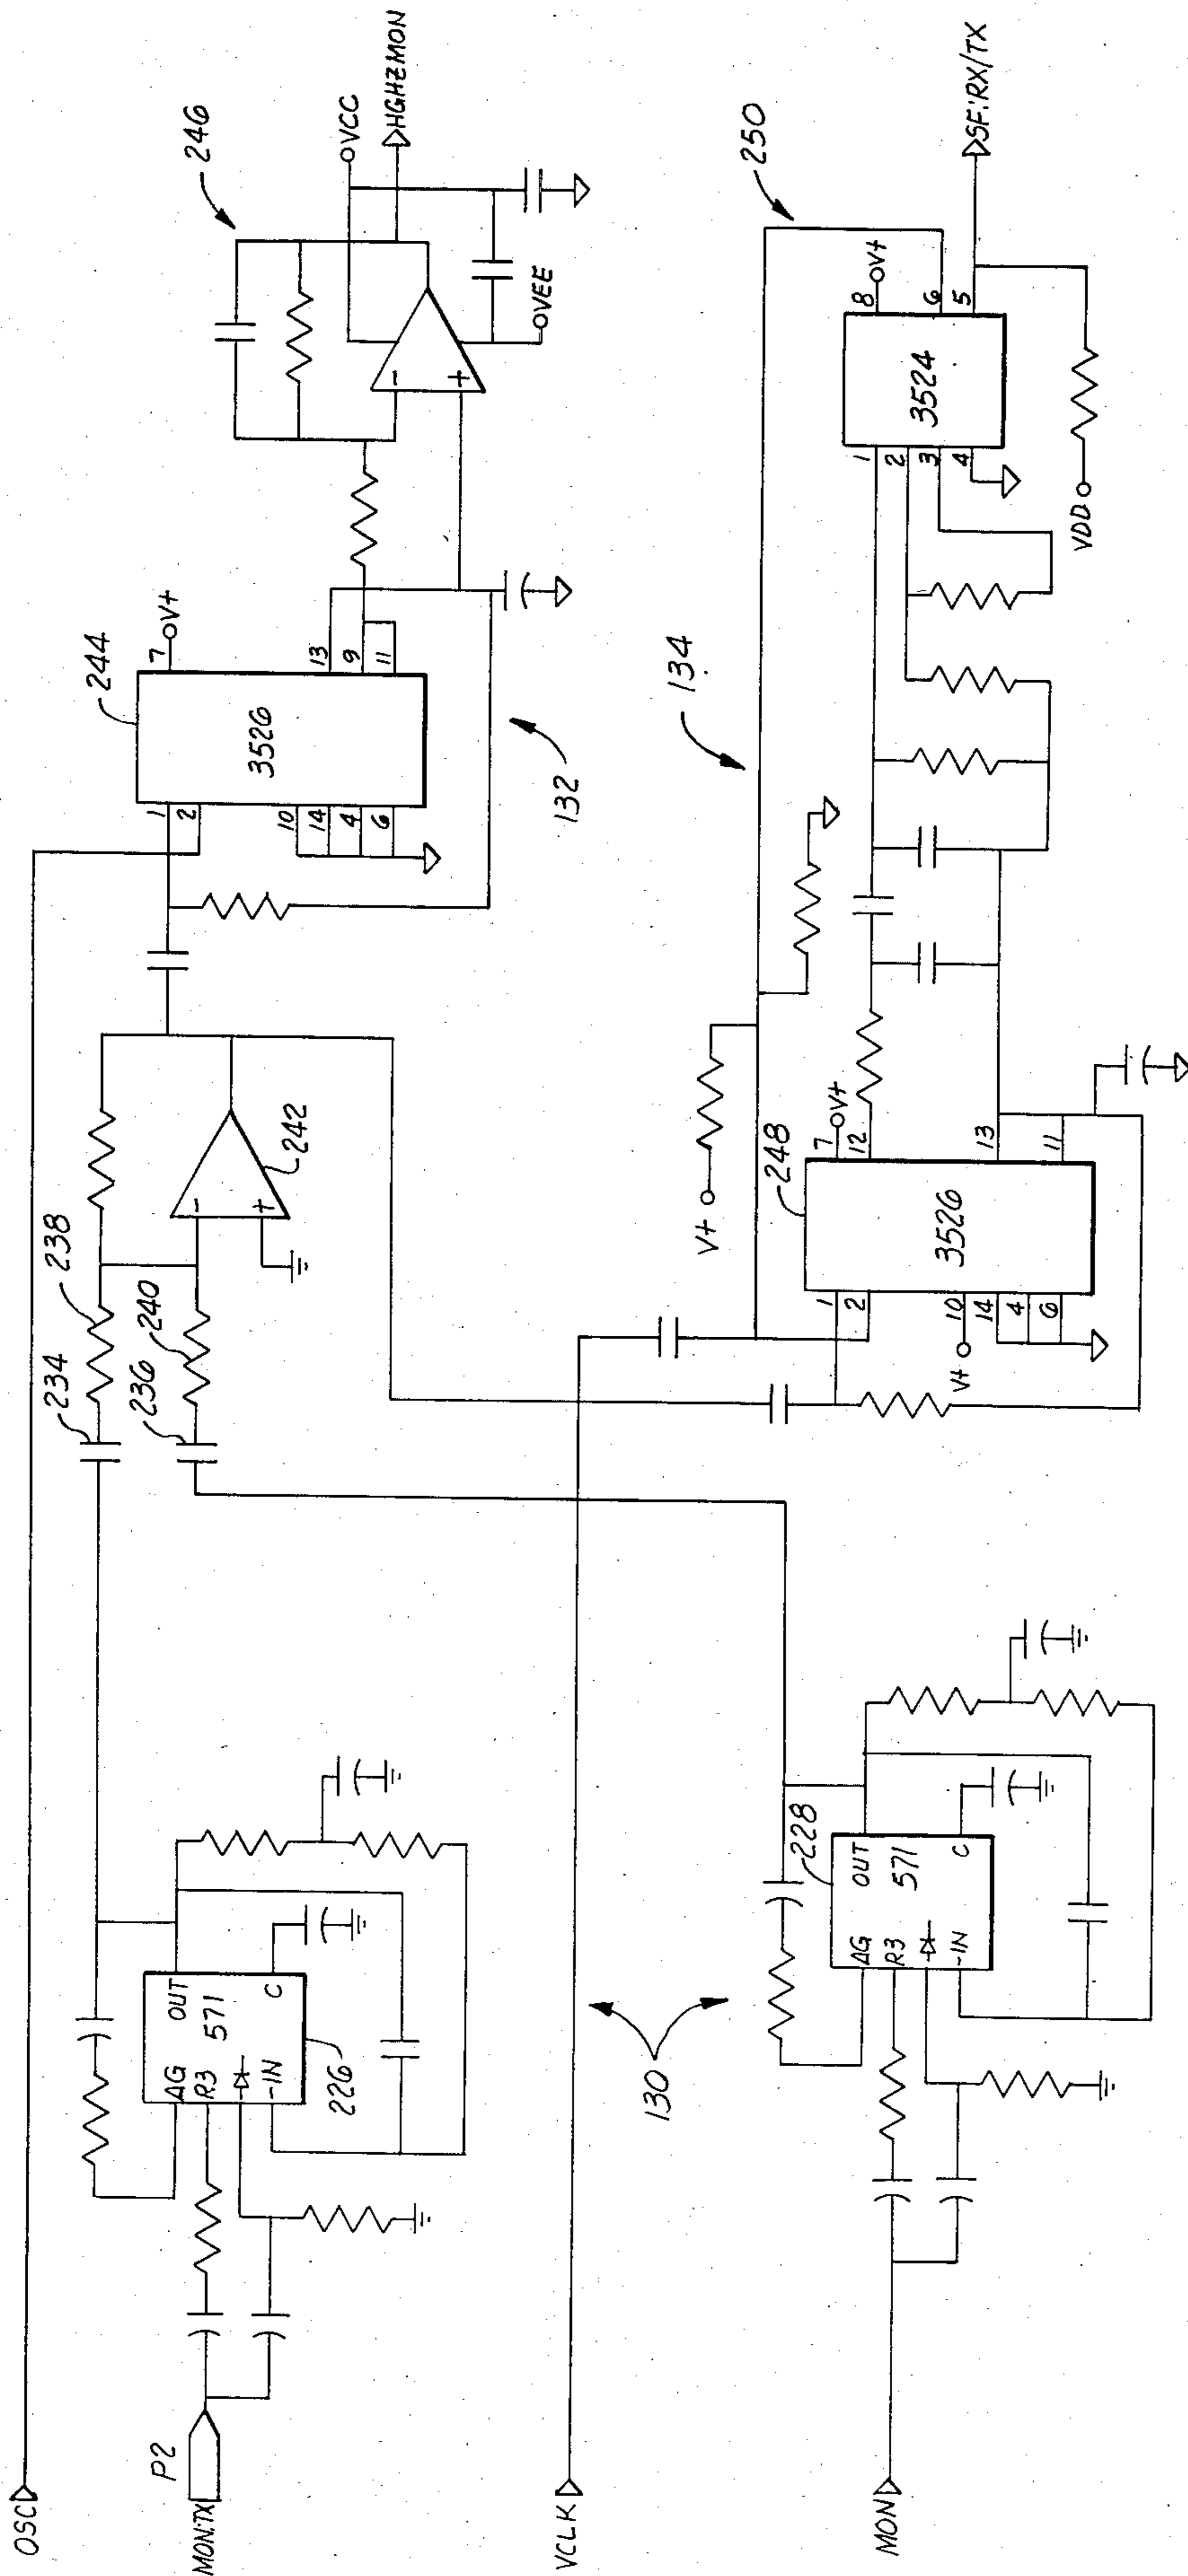 OSC
P2
MON:TX
AG
R3
-IN
OUT
571
C
226
234
238
236
240
-
+
242
1
2
10
14
4
6
3526
244
7
V+
13
9
11
132
246
-
+
VCC
HGHZMON
VEE
VCLK
130
MON
AG
R3
-IN
OUT
571
C
228
V+
1
2
10
V+
14
4
6
3526
248
7
V+
12
13
11
134
1
2
3
4
3524
8
V+
6
5
250
SF:RX/TX
VDD